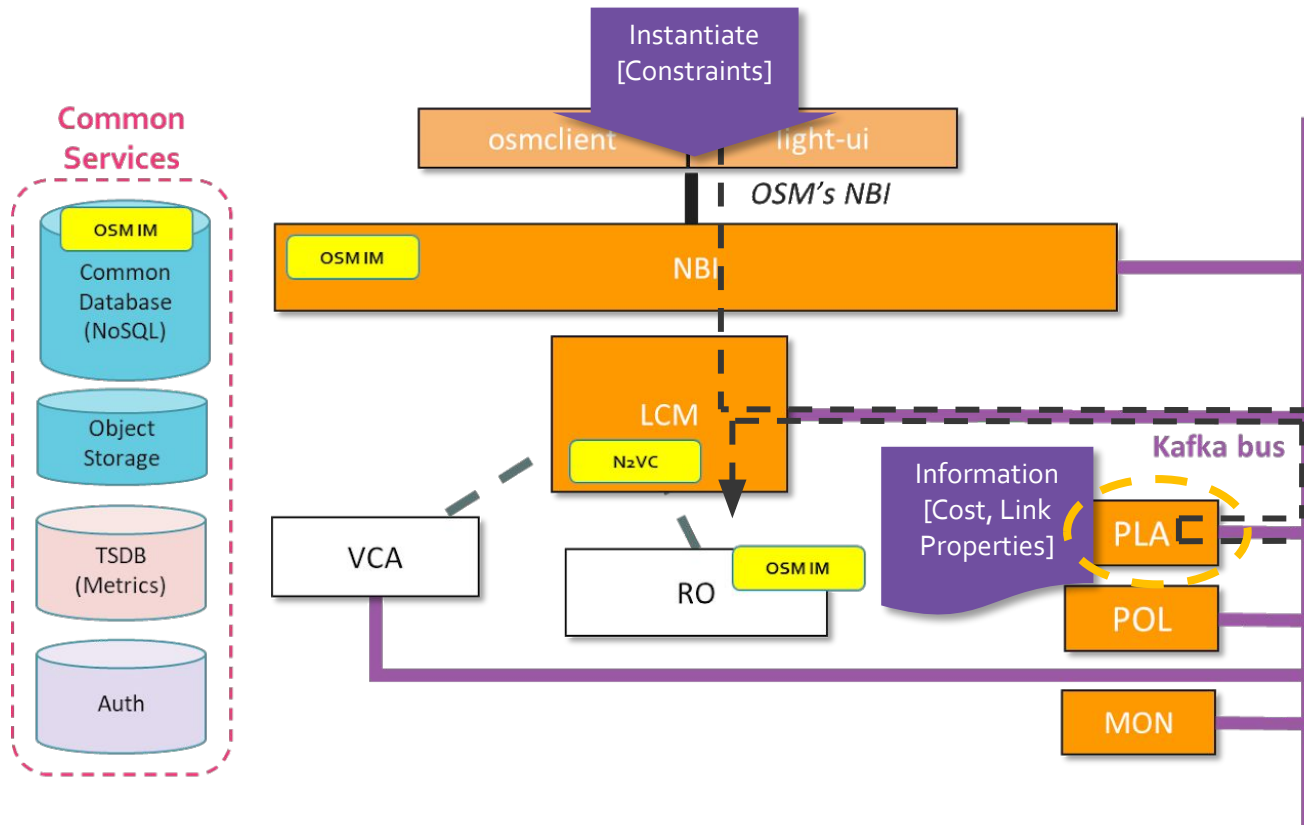 Instantiate
[Constraints]
Common
Services
osmclient
light-ui
OSM's NBI
OSM IM
Common
Database
(NoSQL)
OSM IM
NBI
LCM
N2VC
Object
Storage
Kafka bus
Information
[Cost, Link
Properties]
PLA
VCA
TSDB
(Metrics)
RO
OSM IM
POL
Auth
MON